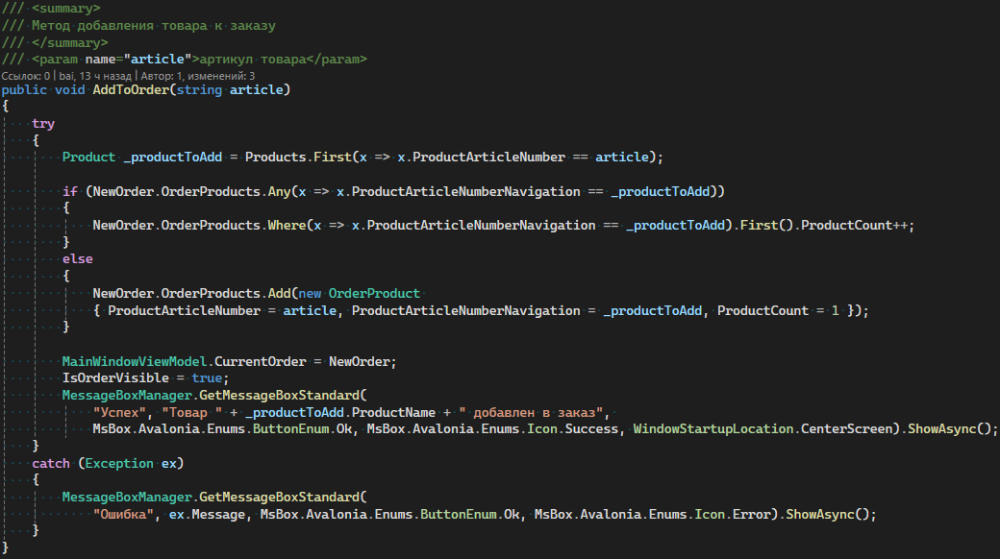 /// <summary>
/// Метод добавления товара к заказу
/// </summary>
/// <param name="article">артикул товара</param>
Ссылок: 0 | bai, 13 ч назад | Автор: 1, изменений: 3
public void AddToOrder(string article)
{
    try
    {
        Product _productToAdd = Products.First(x => x.ProductArticleNumber == article);

        if (NewOrder.OrderProducts.Any(x => x.ProductArticleNumberNavigation == _productToAdd))
        {
            NewOrder.OrderProducts.Where(x => x.ProductArticleNumberNavigation == _productToAdd).First().ProductCount++;
        }
        else
        {
            NewOrder.OrderProducts.Add(new OrderProduct
            { ProductArticleNumber = article, ProductArticleNumberNavigation = _productToAdd, ProductCount = 1 });
        }

        MainWindowViewModel.CurrentOrder = NewOrder;
        IsOrderVisible = true;
        MessageBoxManager.GetMessageBoxStandard(
            "Успех", "Товар " + _productToAdd.ProductName + " добавлен в заказ",
            MsBox.Avalonia.Enums.ButtonEnum.Ok, MsBox.Avalonia.Enums.Icon.Success, WindowStartupLocation.CenterScreen).ShowAsync();
    }
    catch (Exception ex)
    {
        MessageBoxManager.GetMessageBoxStandard(
            "Ошибка", ex.Message, MsBox.Avalonia.Enums.ButtonEnum.Ok, MsBox.Avalonia.Enums.Icon.Error).ShowAsync();
    }
}